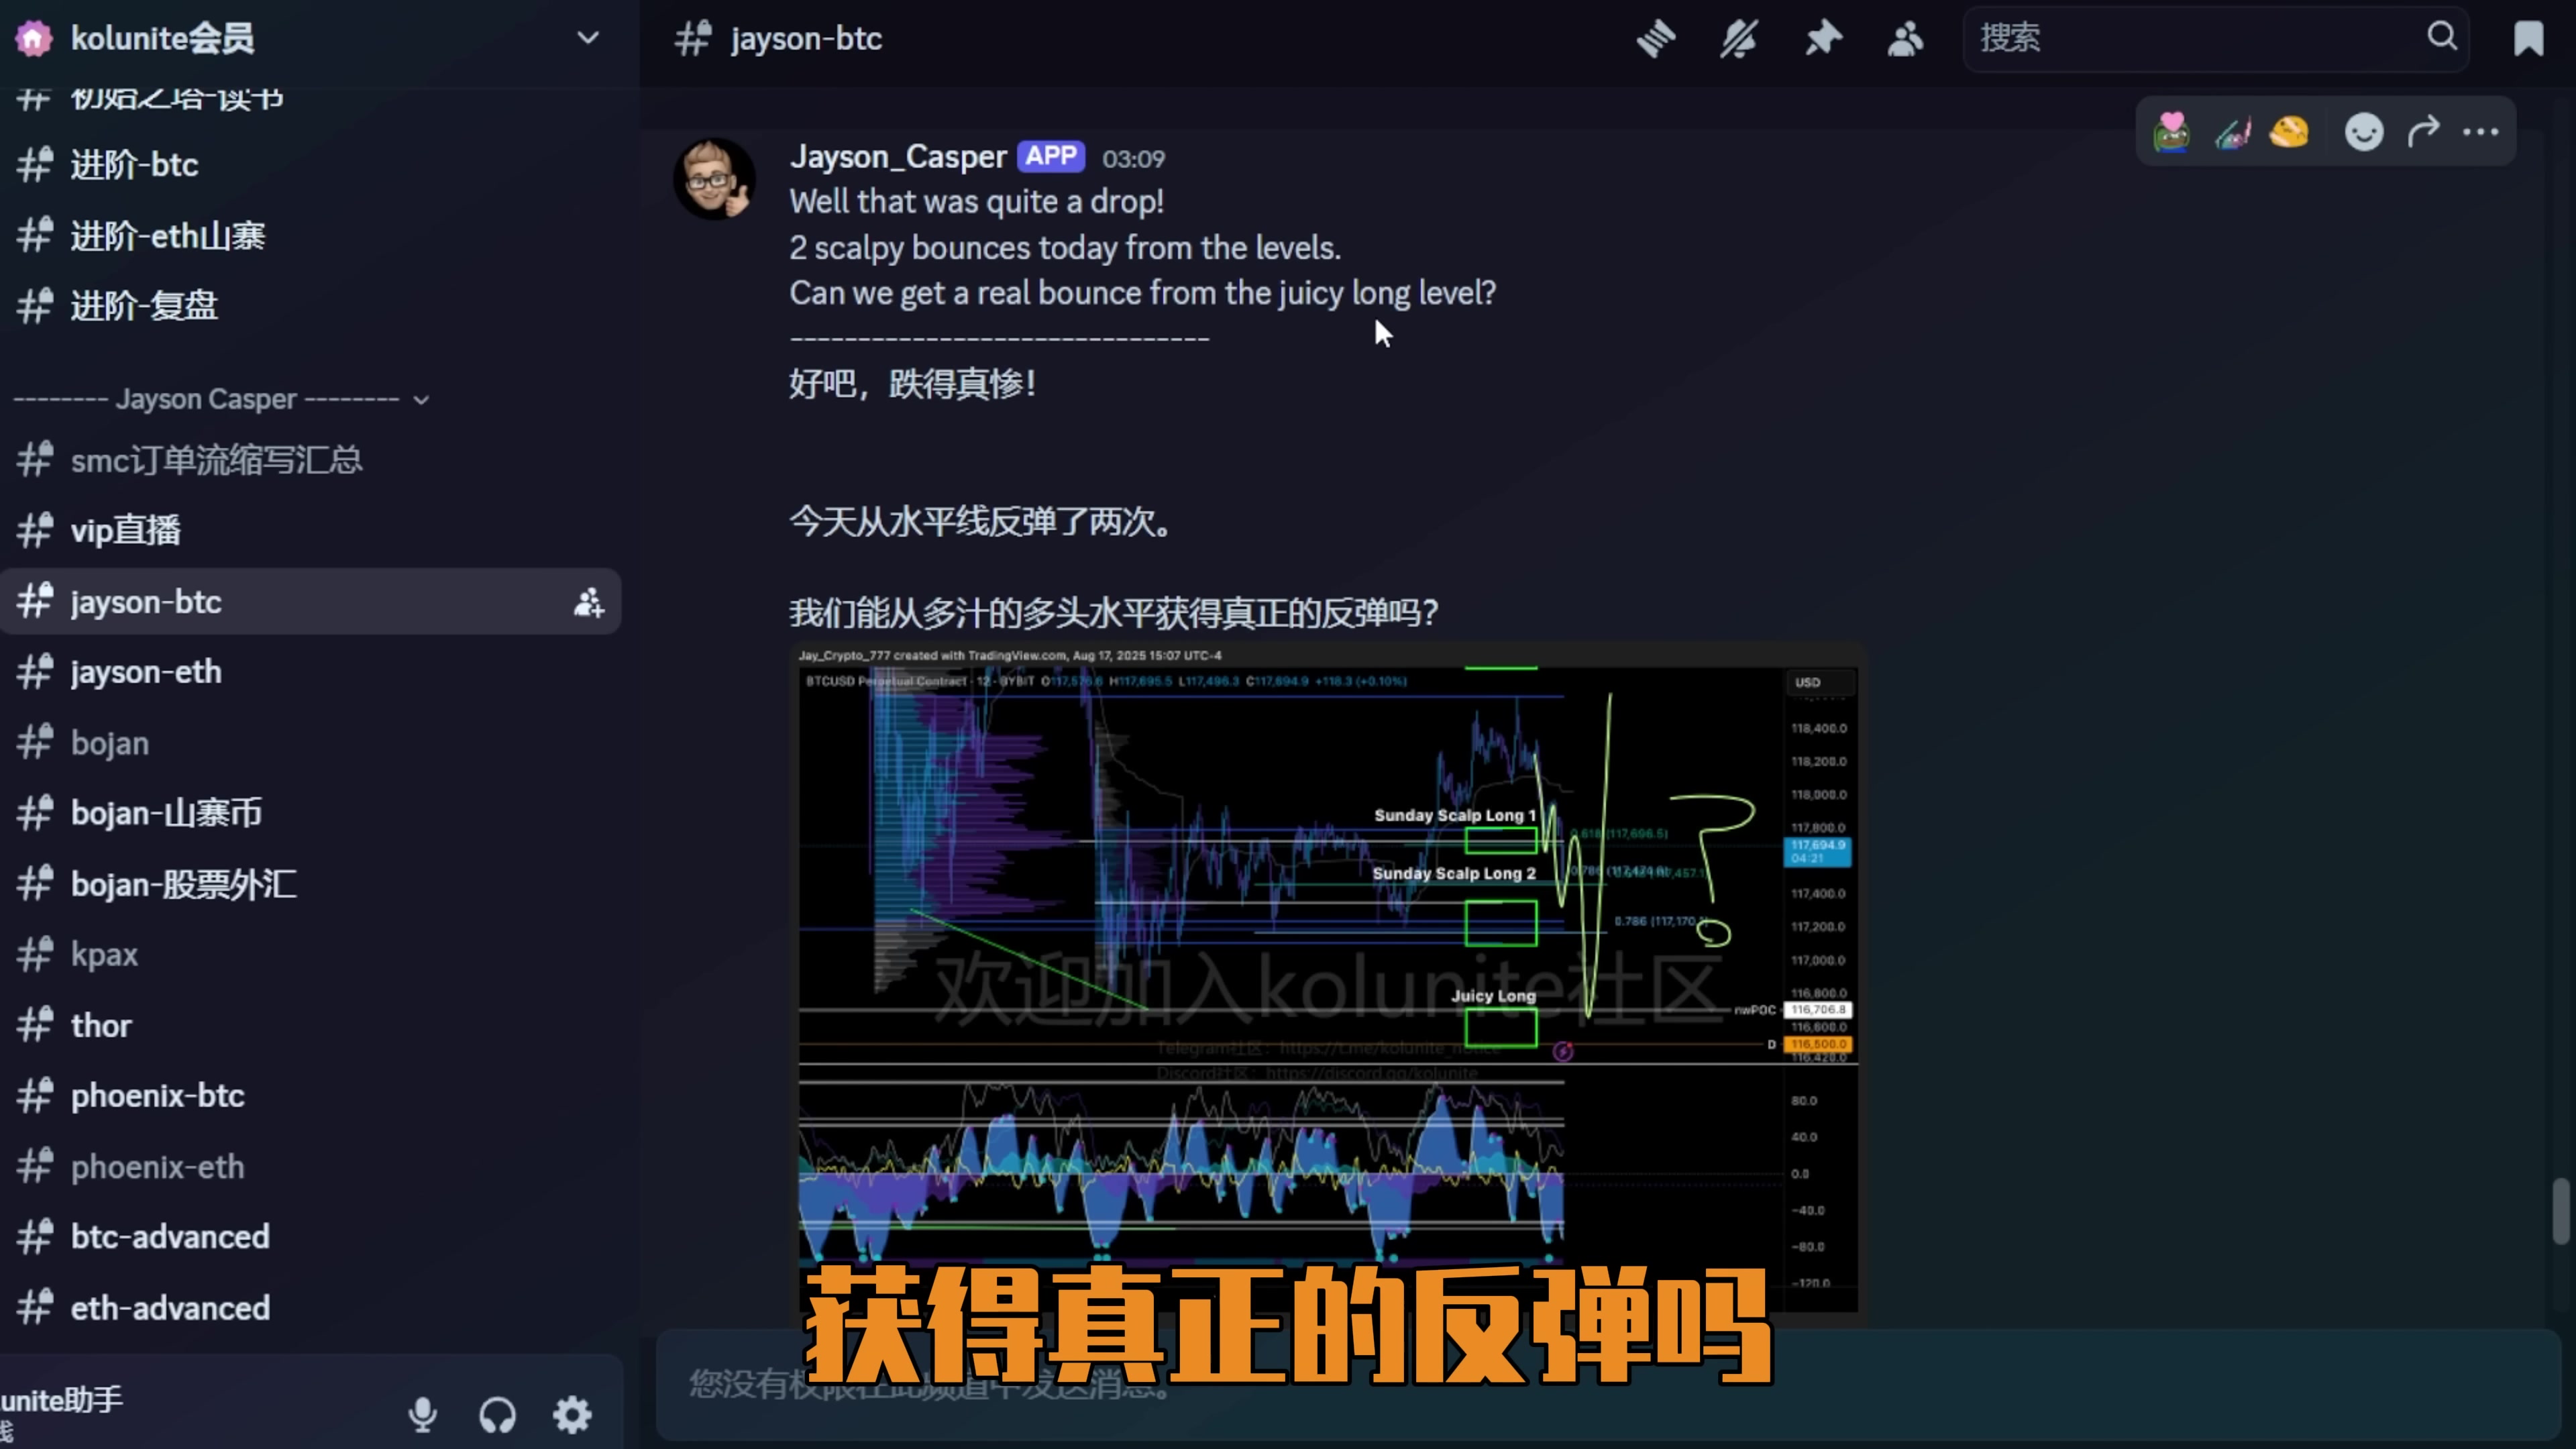 kolunite会员
初始之塔-读书
进阶-btc
进阶-eth山寨
进阶-复盘
-------- Jayson Casper --------
smc订单流缩写汇总
vip直播
jayson-btc
jayson-eth
bojan
bojan-山寨币
bojan-股票外汇
kpax
thor
phoenix-btc
phoenix-eth
btc-advanced
eth-advanced
unite助手
线
jayson-btc
搜索
Jayson_Casper APP 03:09
Well that was quite a drop!
2 scalpy bounces today from the levels.
Can we get a real bounce from the juicy long level?
-------------------------------
好吧，跌得真惨！
今天从水平线反弹了两次。
我们能从多汁的多头水平获得真正的反弹吗？
Jay_Crypto_777 created with TradingView.com, Aug 17, 2025 15:07 UTC-4
BTCUSD Perpetual Contract · 12 · BYBIT O117,576.6 H117,695.5 L117,496.3 C117,694.9 +118.3 (+0.10%)
USD
118,400.0
118,200.0
118,000.0
Sunday Scalp Long 1
117,800.0
0.618 (117,696.5)
117,694.9
04:21
Sunday Scalp Long 2
117,400.0
0.786 (117,170.1)
117,200.0
?
117,000.0
欢迎加入kolunite社区
Juicy Long
116,800.0
nwPOC 116,706.8
116,600.0
D 116,500.0
116,420.0
Telegram社区：https://t.me/kolunite_notice
Discord社区：https://discord.gg/kolunite
80.0
40.0
0.0
-40.0
-80.0
-120.0
获得真正的反弹吗
您没有权限在此频道中发送消息。